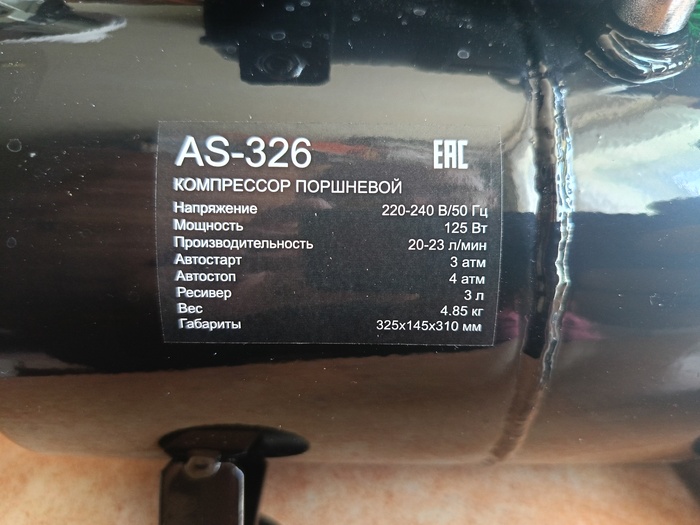 AS-326 EAC
КОМПРЕССОР ПОРШНЕВОЙ
Напряжение 220-240 В/50 Гц
Мощность 125 Вт
Производительность 20-23 л/мин
Автостарт 3 атм
Автостоп 4 атм
Ресивер 3 л
Вес 4.85 кг
Габариты 325x145x310 мм